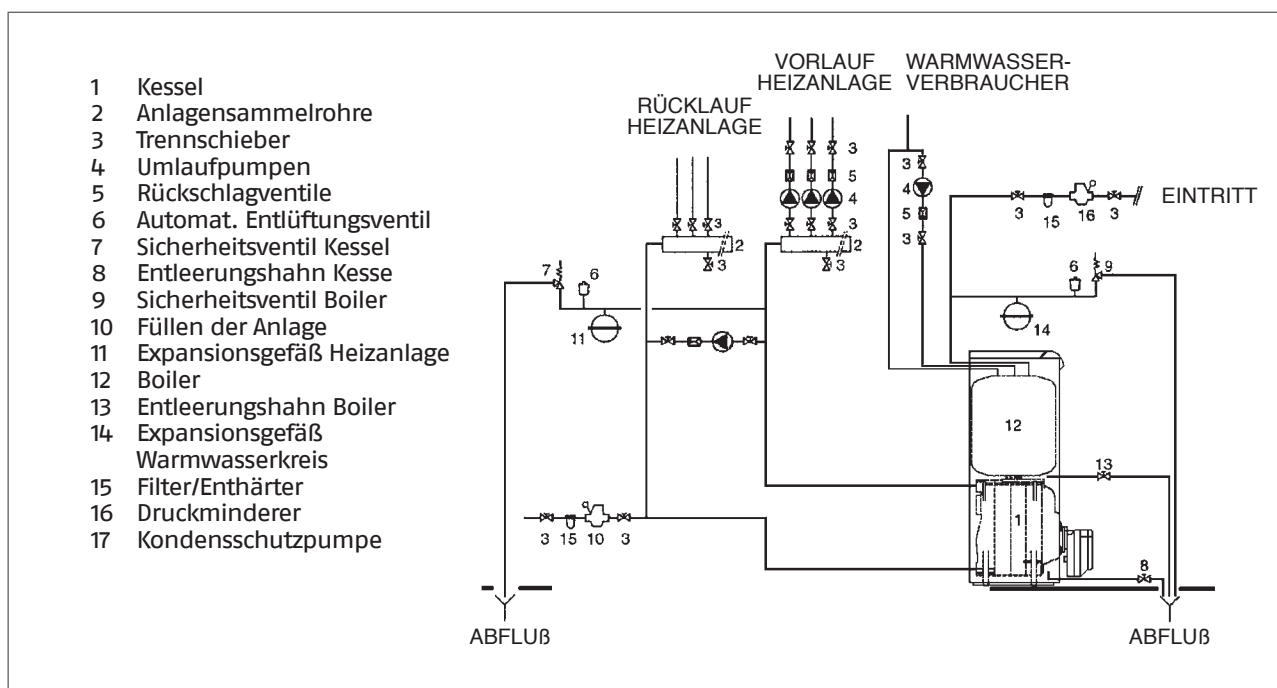 1 Kessel
2 Anlagensammelrohre
3 Trennschieber
4 Umlaufpumpen
5 Rückschlagventile
6 Automat. Entlüftungsventil
7 Sicherheitsventil Kessel
8 Entleerungshahn Kesse
9 Sicherheitsventil Boiler
10 Füllen der Anlage
11 Expansionsgefäß Heizanlage
12 Boiler
13 Entleerungshahn Boiler
14 Expansionsgefäß
Warmwasserkreis
15 Filter/Enthärter
16 Druckminderer
17 Kondensschutzpumpe
RÜCKLAUF
HEIZANLAGE
VORLAUF
HEIZANLAGE
WARMWASSER-
VERBRAUCHER
3
5
4
3
2
3
3
2
3
3
4
5
3
3
15
16
3
EINTRITT
7
6
11
6
9
14
12
13
1
8
3
15
10
3
ABFLUß
ABFLUß